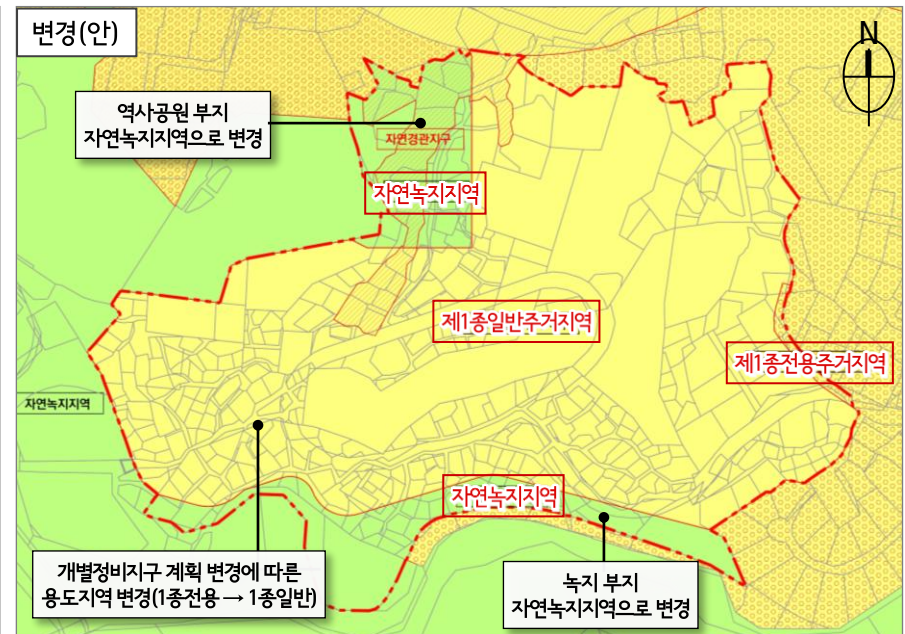 변경(안)
N
역사공원 부지
자연녹지지역으로 변경
자연경관지구
자연녹지지역
제1종일반주거지역
제1종전용주거지역
자연녹지지역
자연녹지지역
개별정비지구 계획 변경에 따른
용도지역 변경(1종전용 → 1종일반)
녹지 부지
자연녹지지역으로 변경